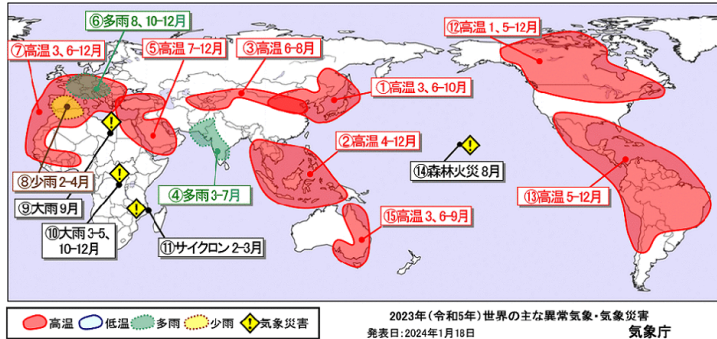 ⑥多雨 8、10-12月
⑦高温 3、6-12月
⑤高温 7-12月
③高温 6-8月
⑫高温 1、5-12月
①高温 3、6-10月
②高温 4-12月
⑭森林火災 8月
⑧少雨 2-4月
④多雨 3-7月
⑬高温 5-12月
⑨大雨 9月
⑮高温 3、6-9月
⑩大雨 3-5、
10-12月
⑪サイクロン 2-3月
高温 低温 多雨 少雨 気象災害
2023年(令和5年)世界の主な異常気象・気象災害
発表日:2024年1月18日 気象庁